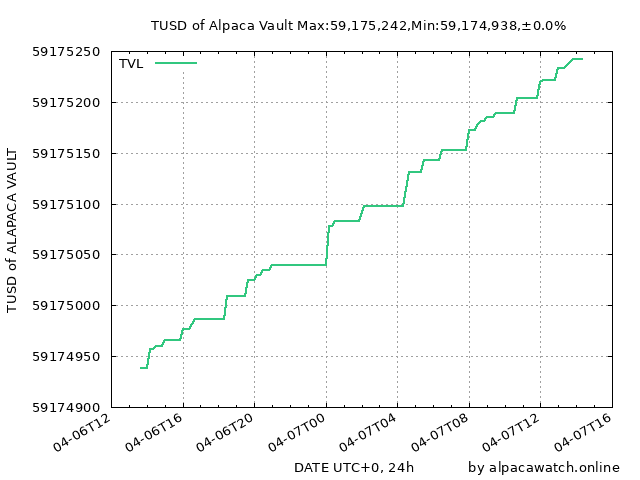 TUSD of Alpaca Vault Max:59,175,242,Min:59,174,938,±0.0%
TVL
59175250
59175200
59175150
59175100
59175050
59175000
59174950
59174900
TUSD of ALAPACA VAULT
04-06T12
04-06T16
04-06T20
04-07T00
04-07T04
04-07T08
04-07T12
04-07T16
DATE UTC+0, 24h
by alpacawatch.online